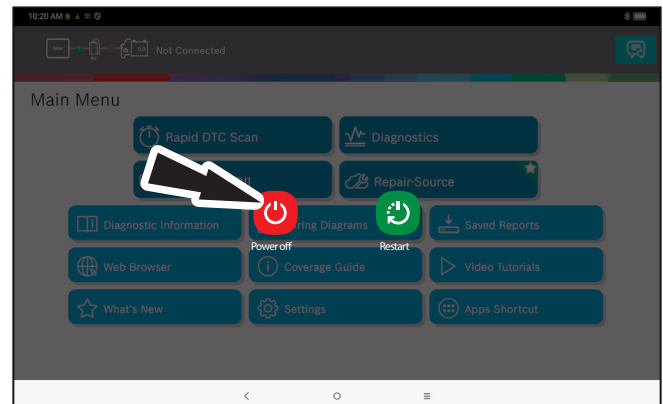 10:20 AM
Not Connected
Main Menu
Rapid DTC Scan
Diagnostics
Repair-Source
Diagnostic Information
Diagrams
Saved Reports
Power off
Restart
Web Browser
Coverage Guide
Video Tutorials
What's New
Settings
Apps Shortcut